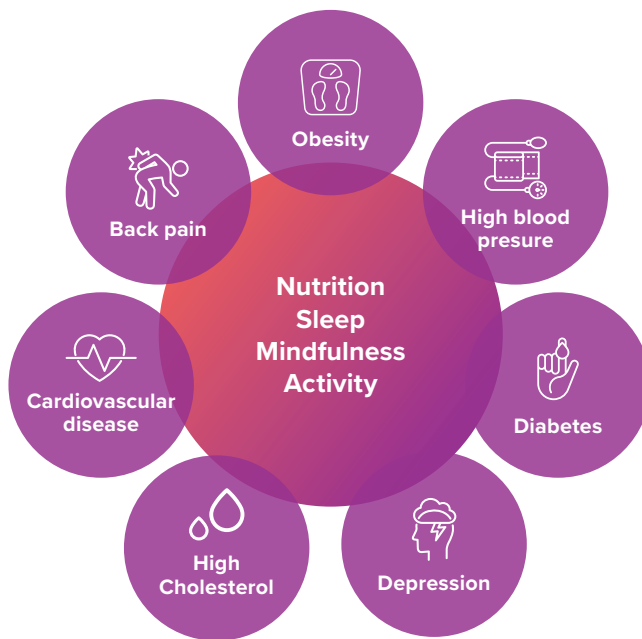 Obesity
High blood
presure
Diabetes
Depression
High
Cholesterol
Cardiovascular
disease
Back pain
Nutrition
Sleep
Mindfulness
Activity